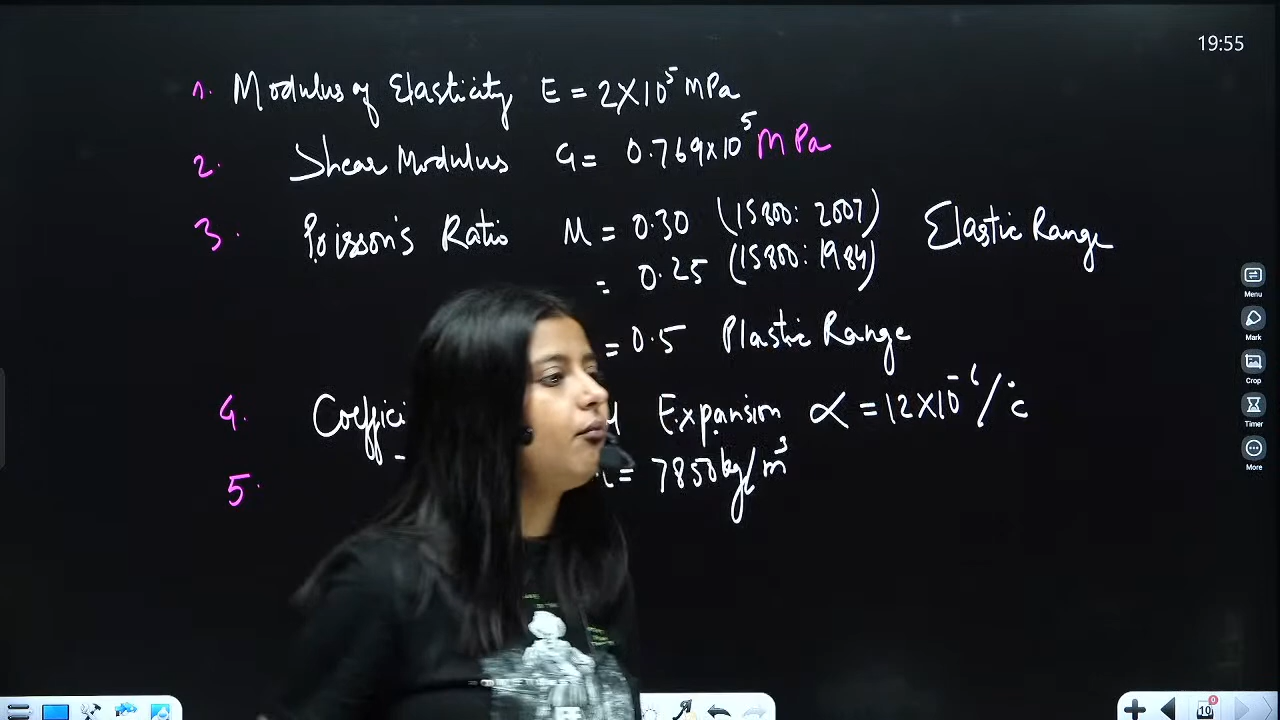 19:55
1. Modulus of Elasticity E = 2X10⁵ MPa
2. Shear Modulus G = 0.769x10⁵ MPa
3. Poisson's Ratio μ = 0.30 (IS800: 2007) Elastic Range
= 0.25 (IS800: 1984)
= 0.5 Plastic Range
4. Expansion α = 12X10⁻⁶/°c
5. = 7850kg/m³
Menu
Mark
Crop
Timer
More
10